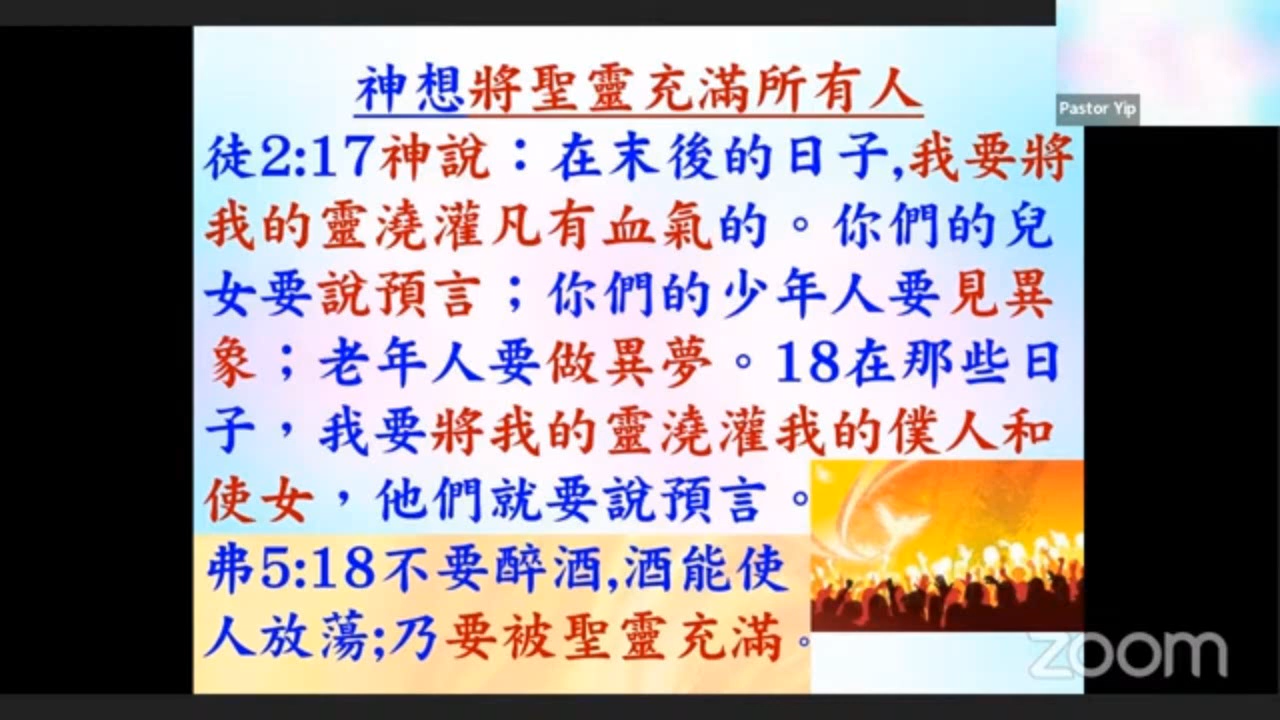 神想將聖靈充滿所有人
徒2:17神說：在末後的日子,我要將
我的靈澆灌凡有血氣的。你們的兒
女要說預言；你們的少年人要見異
象；老年人要做異夢。18在那些日
子，我要將我的靈澆灌我的僕人和
使女，他們就要說預言。
弗5:18不要醉酒,酒能使
人放蕩;乃要被聖靈充滿。
Pastor Yip
zoom